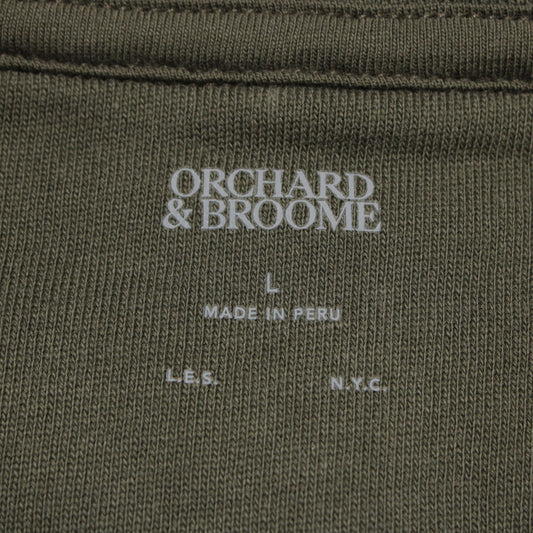 ORCHARD
& BROOME
L
MADE IN PERU
L.E.S. N.Y.C.